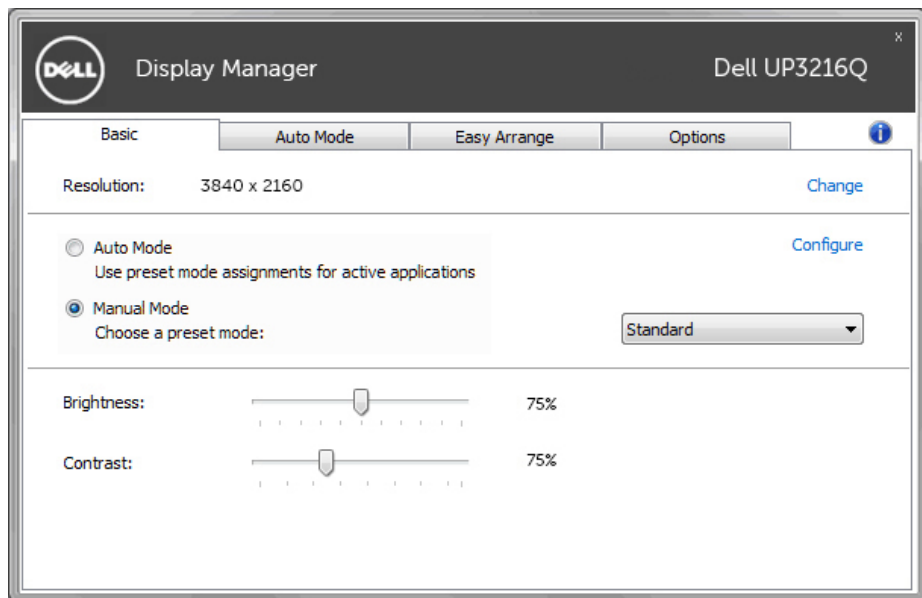 DELL
Display Manager
Dell UP3216Q
x
Basic
Auto Mode
Easy Arrange
Options
i
Resolution: 3840 x 2160
Change
Auto Mode
Configure
Use preset mode assignments for active applications
Manual Mode
Choose a preset mode:
Standard
Brightness: 75%
Contrast: 75%